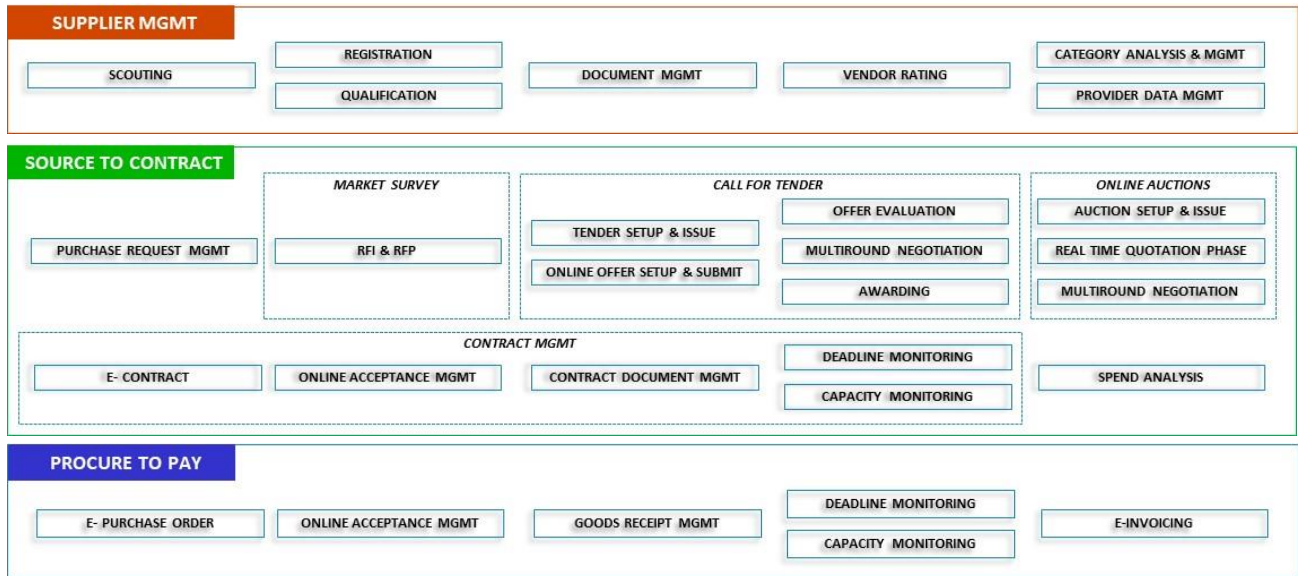 SUPPLIER MGMT
SCOUTING
REGISTRATION
QUALIFICATION
DOCUMENT MGMT
VENDOR RATING
CATEGORY ANALYSIS & MGMT
PROVIDER DATA MGMT
SOURCE TO CONTRACT
PURCHASE REQUEST MGMT
MARKET SURVEY
RFI & RFP
CALL FOR TENDER
TENDER SETUP & ISSUE
ONLINE OFFER SETUP & SUBMIT
OFFER EVALUATION
MULTIROUND NEGOTIATION
AWARDING
ONLINE AUCTIONS
AUCTION SETUP & ISSUE
REAL TIME QUOTATION PHASE
MULTIROUND NEGOTIATION
CONTRACT MGMT
E- CONTRACT
ONLINE ACCEPTANCE MGMT
CONTRACT DOCUMENT MGMT
DEADLINE MONITORING
CAPACITY MONITORING
SPEND ANALYSIS
PROCURE TO PAY
E- PURCHASE ORDER
ONLINE ACCEPTANCE MGMT
GOODS RECEIPT MGMT
DEADLINE MONITORING
CAPACITY MONITORING
E-INVOICING